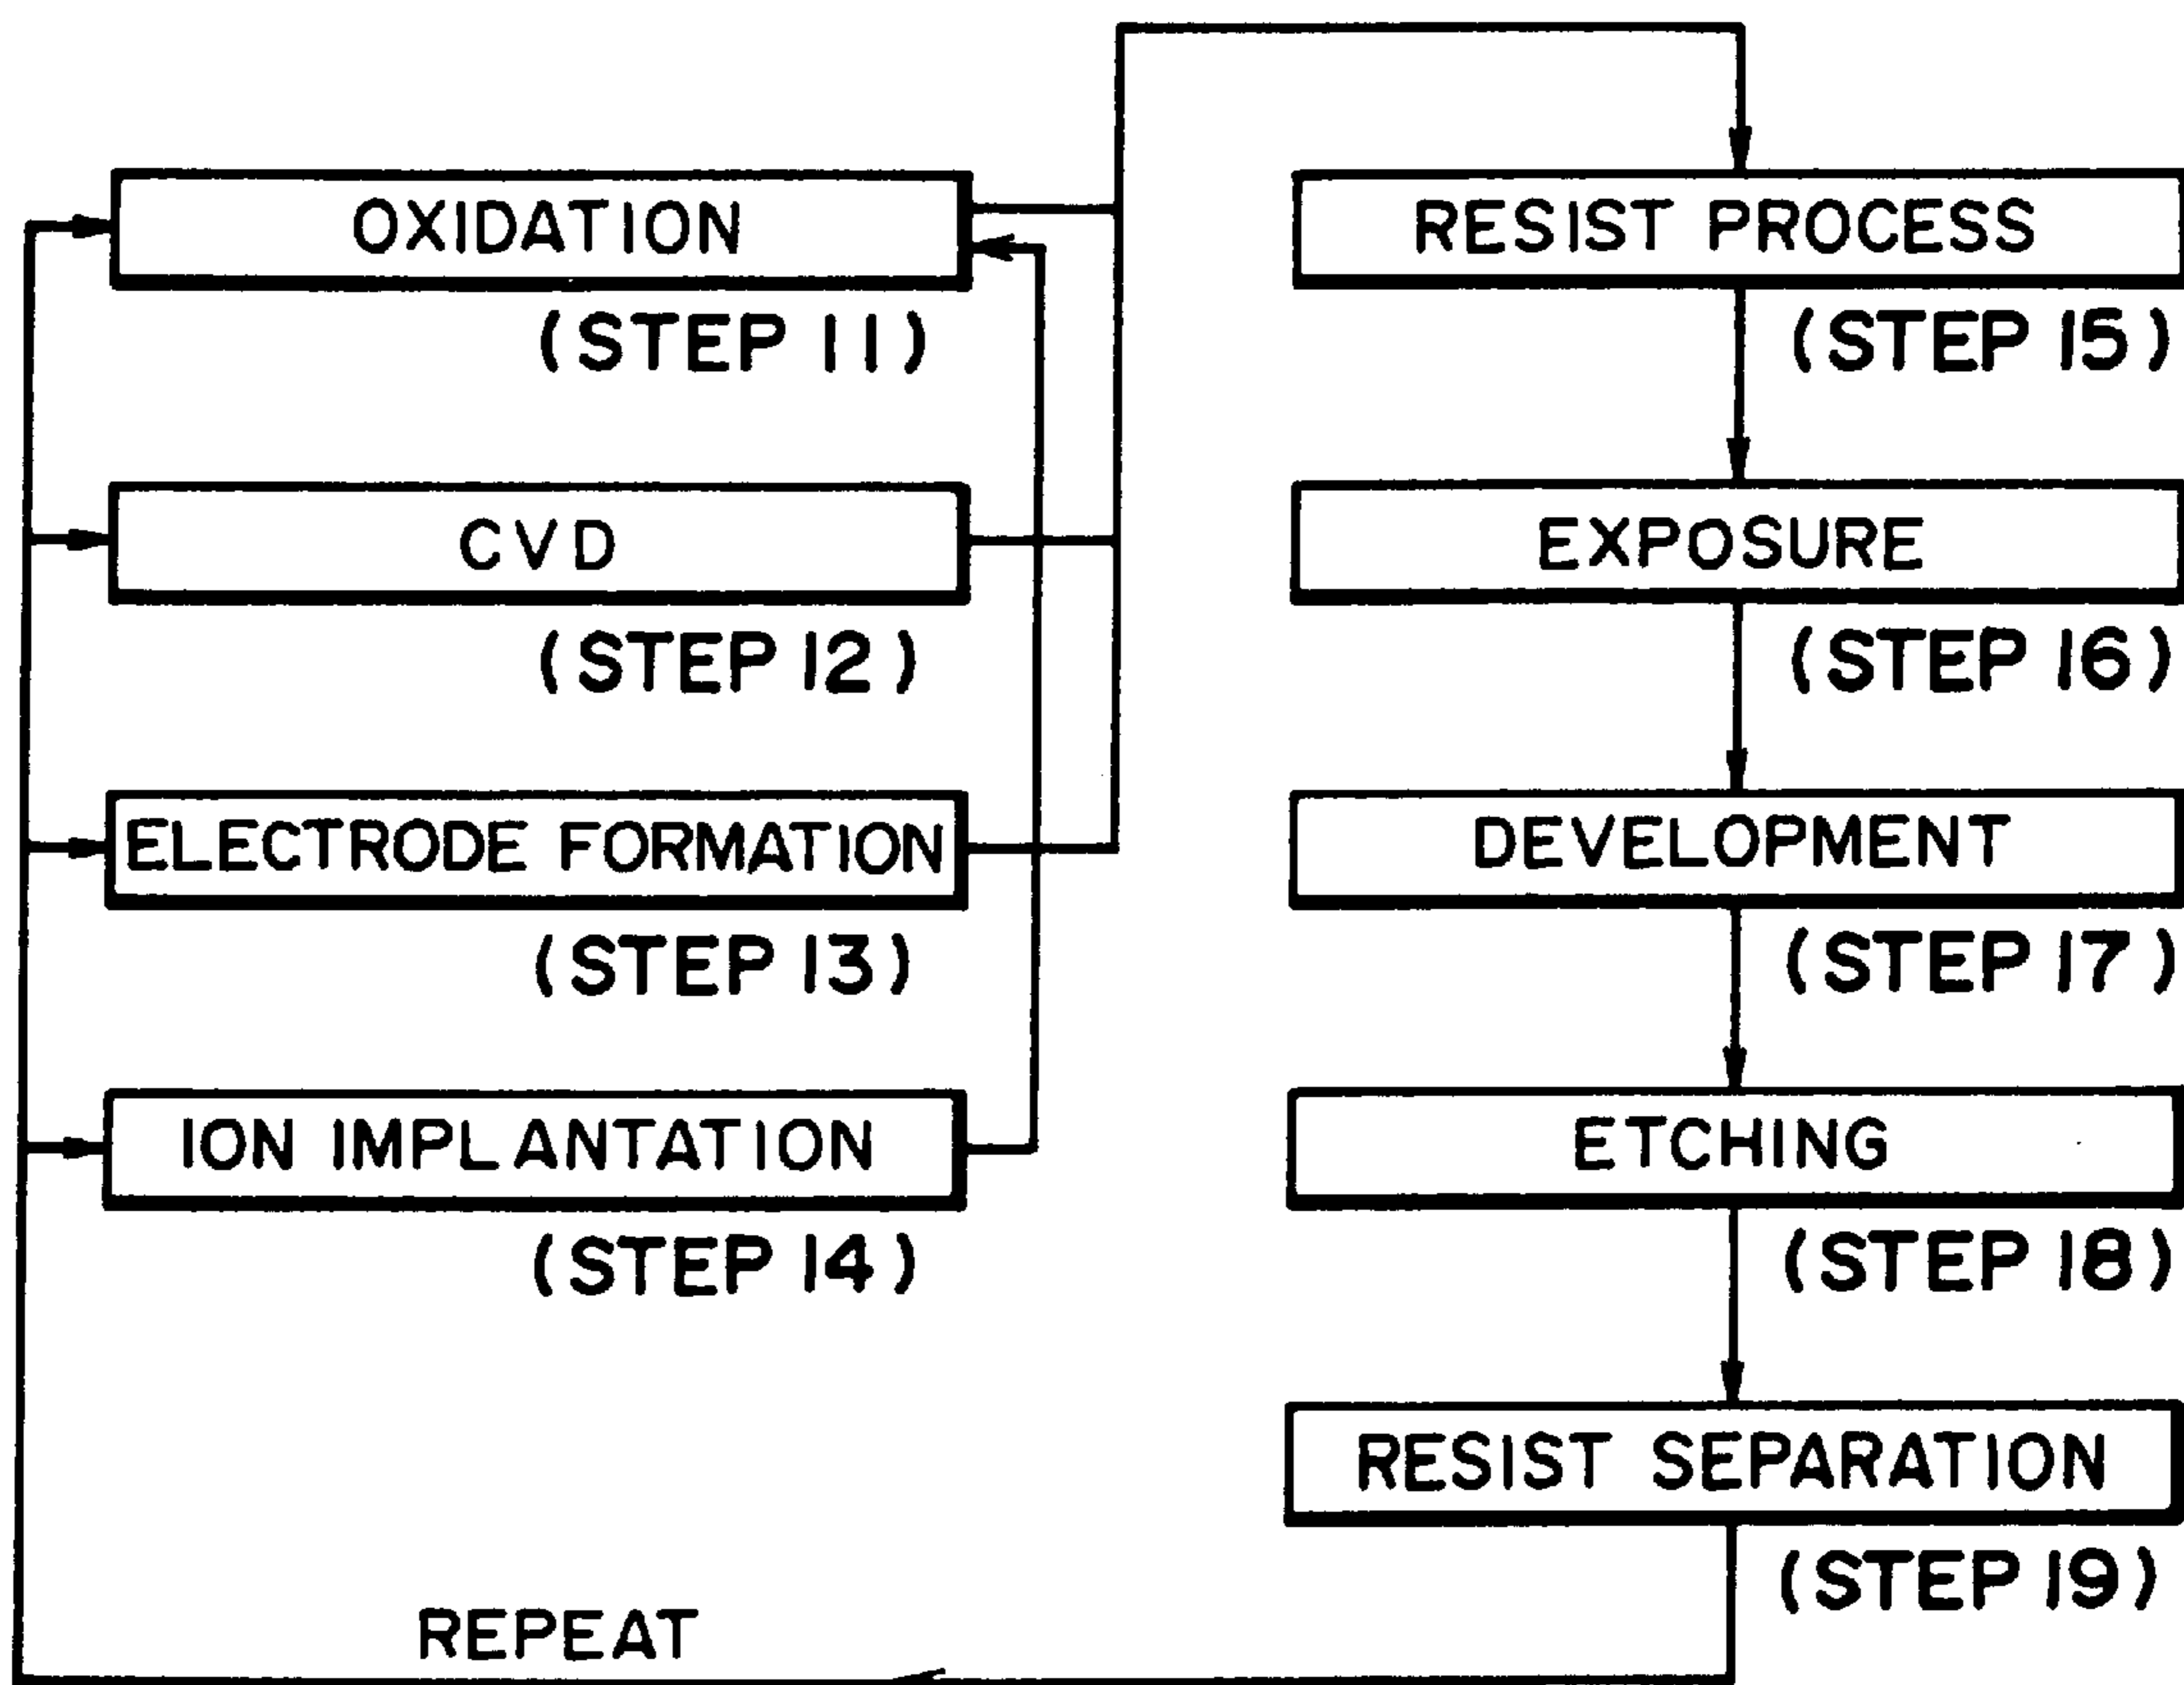 OXIDATION
(STEP 11)
CVD
(STEP 12)
ELECTRODE FORMATION
(STEP 13)
ION IMPLANTATION
(STEP 14)
RESIST PROCESS
(STEP 15)
EXPOSURE
(STEP 16)
DEVELOPMENT
(STEP 17)
ETCHING
(STEP 18)
RESIST SEPARATION
(STEP 19)
REPEAT